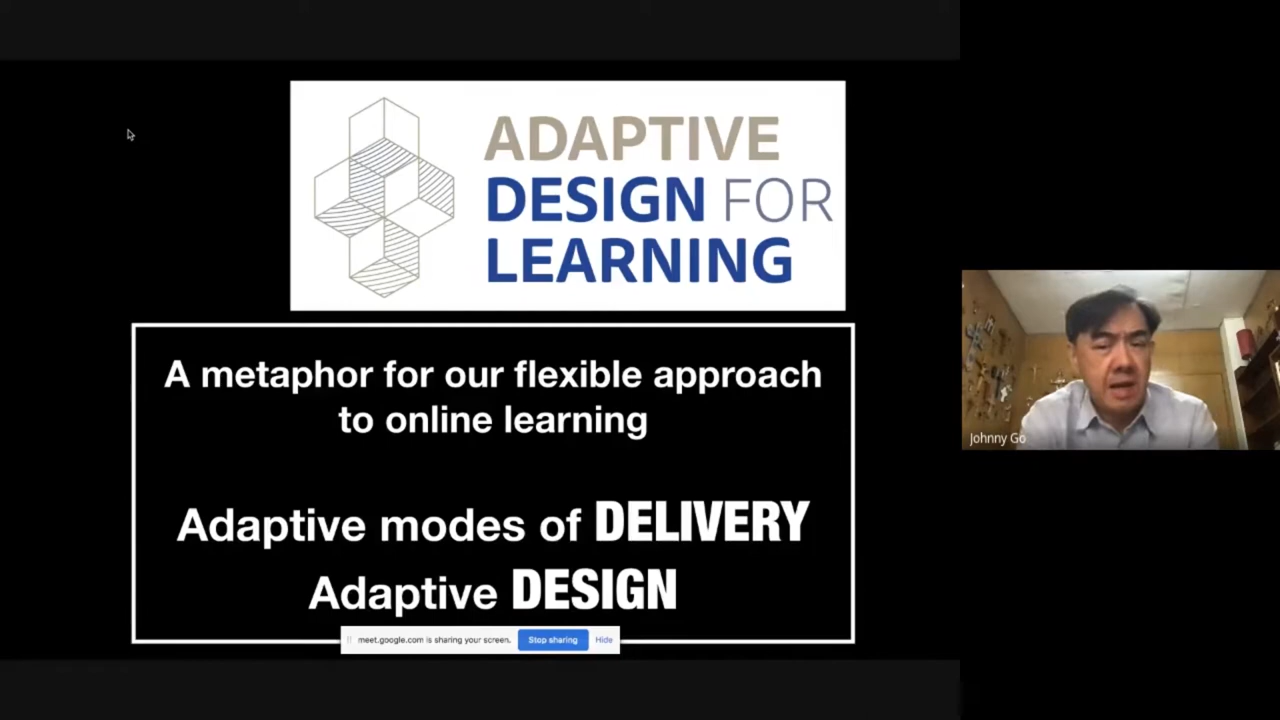 ADAPTIVE
DESIGN FOR
LEARNING
A metaphor for our flexible approach
to online learning
Adaptive modes of DELIVERY
Adaptive DESIGN
meet.google.com is sharing your screen. Stop sharing Hide
Johnny Go